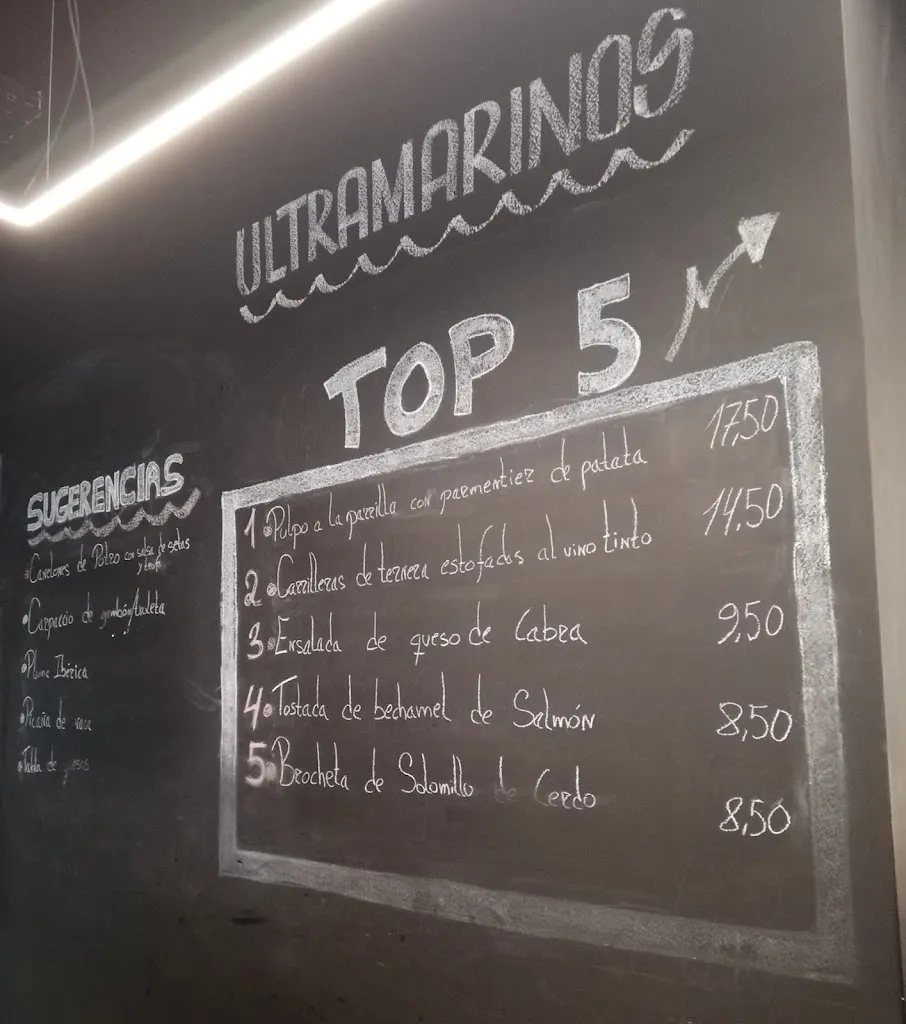 ULTRAMARINOS
TOP 5
SUGERENCIAS
• Canelones de Potro con salsa de setas
y trufa
• Carpaccio de
• Pluma Ibérica
• Picaña de vaca
• Tabla de quesos
1 • Pulpo a la parrilla con parmentier de patata 17,50
2 • Carrilleras de ternera estofadas al vino tinto 14,50
3 • Ensalada de queso de Cabra 9,50
4 • Tostada de bechamel de Salmón 8,50
5 • Brocheta de Solomillo de Cerdo 8,50